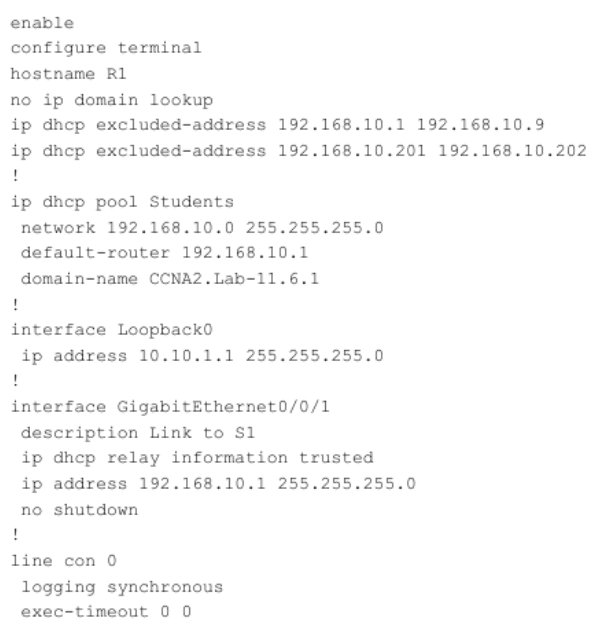 enable
configure terminal
hostname R1
no ip domain lookup
ip dhcp excluded-address 192.168.10.1 192.168.10.9
ip dhcp excluded-address 192.168.10.201 192.168.10.202
!
ip dhcp pool Students
 network 192.168.10.0 255.255.255.0
 default-router 192.168.10.1
 domain-name CCNA2.Lab-11.6.1
!
interface Loopback0
 ip address 10.10.1.1 255.255.255.0
!
interface GigabitEthernet0/0/1
 description Link to S1
 ip dhcp relay information trusted
 ip address 192.168.10.1 255.255.255.0
 no shutdown
!
line con 0
 logging synchronous
 exec-timeout 0 0